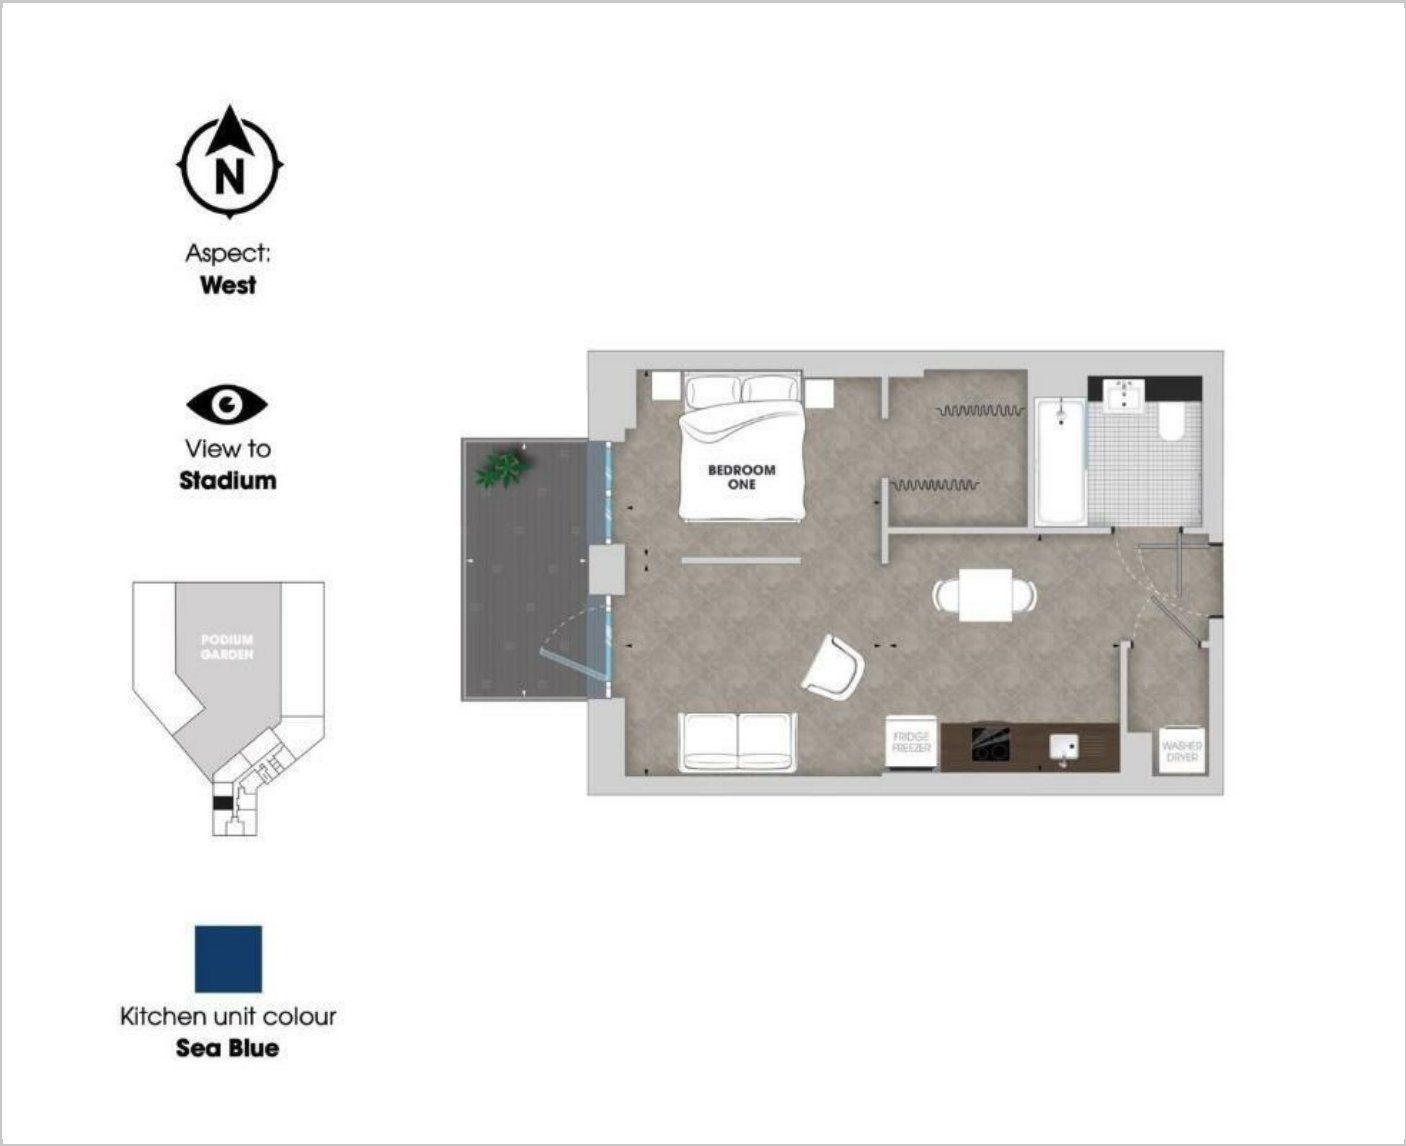 N
Aspect:
West
View to
Stadium
PODIUM
GARDEN
Kitchen unit colour
Sea Blue
BEDROOM
ONE
FRIDGE
FREEZER
WASHER
DRYER